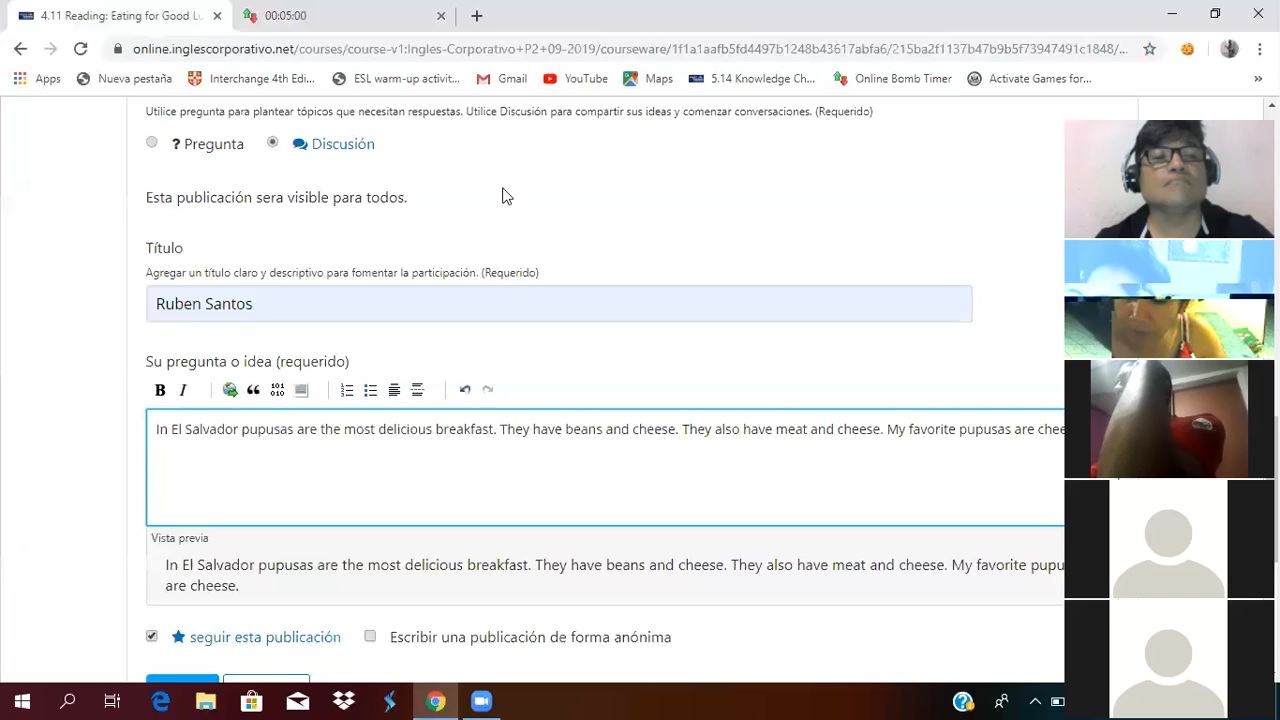 4.11 Reading: Eating for Good Lu
00:05:00
online.inglescorporativo.net/courses/course-v1:Ingles-Corporativo+P2+09-2019/courseware/1f1a1aafb5fd4497b1248b43617abfa6/215ba2f1137b47b9b5f73947491c1848/...
Apps
Nueva pestaña
Interchange 4th Edi...
ESL warm-up activit...
Gmail
YouTube
Maps
5.14 Knowledge Ch...
Online Bomb Timer
Activate Games for...
»
Utilice pregunta para plantear tópicos que necesitan respuestas. Utilice Discusión para compartir sus ideas y comenzar conversaciones. (Requerido)
? Pregunta
Discusión
Esta publicación sera visible para todos.
Título
Agregar un título claro y descriptivo para fomentar la participación. (Requerido)
Ruben Santos
Su pregunta o idea (requerido)
B I
In El Salvador pupusas are the most delicious breakfast. They have beans and cheese. They also have meat and cheese. My favorite pupusas are chee
Vista previa
In El Salvador pupusas are the most delicious breakfast. They have beans and cheese. They also have meat and cheese. My favorite pupu
are cheese.
seguir esta publicación
Escribir una publicación de forma anónima